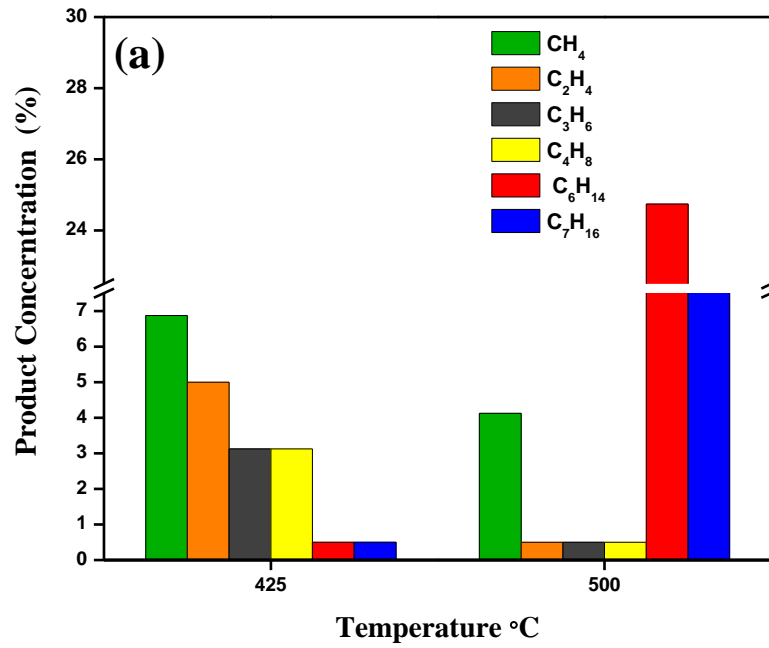 (a)
CH₄
C₂H₄
C₃H₆
C₄H₈
C₆H₁₄
C₇H₁₆
Product Concerntration (%)
30
28
26
24
7
6
5
4
3
2
1
0
425
500
Temperature °C